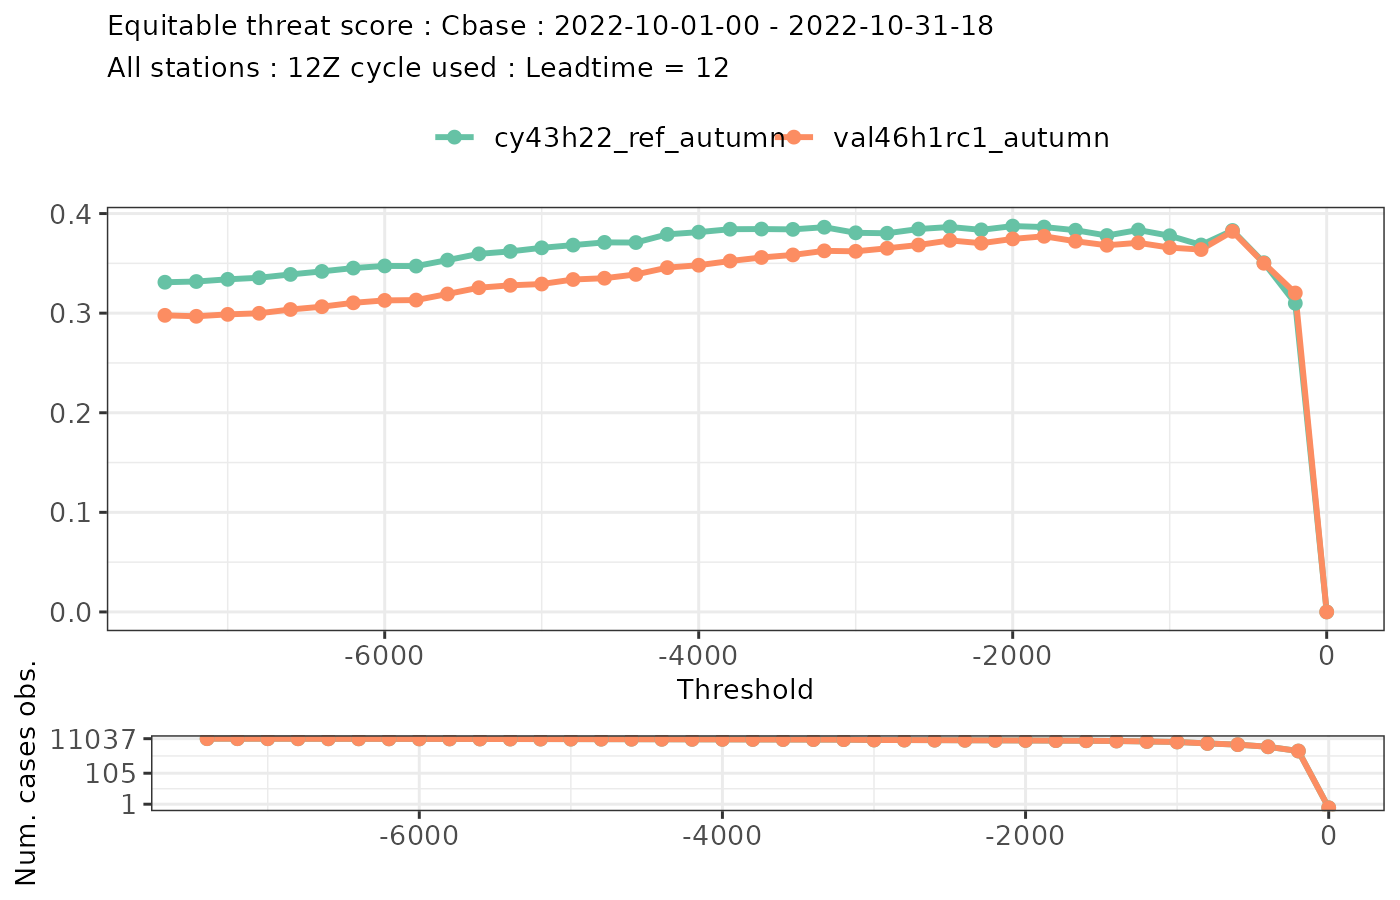 Equitable threat score : Cbase : 2022-10-01-00 - 2022-10-31-18
All stations : 12Z cycle used : Leadtime = 12
cy43h22_ref_autumn val46h1rc1_autumn
0.4
0.3
0.2
0.1
0.0
-6000 -4000 -2000 0
Threshold
Num. cases obs.
11037
105
1
-6000 -4000 -2000 0